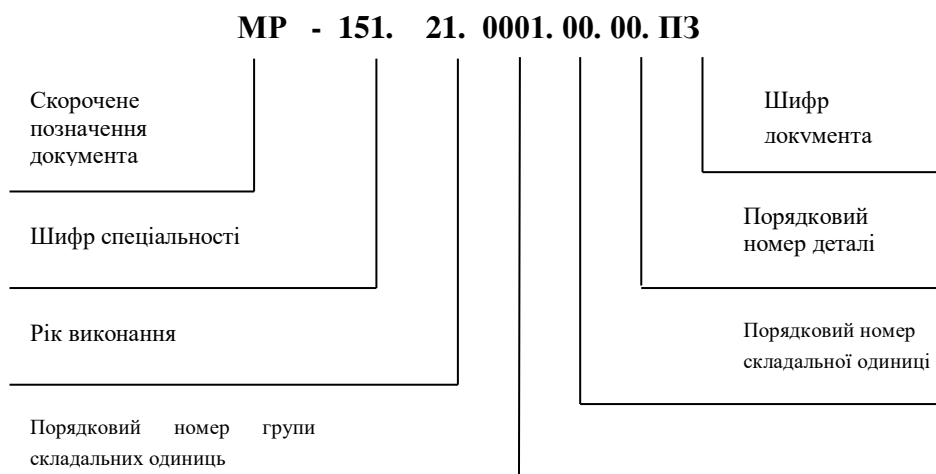 МР - 151. 21. 0001. 00. 00. ПЗ
Скорочене
позначення
документа
Шифр
документа
Шифр спеціальності
Порядковий
номер деталі
Рік виконання
Порядковий номер
складальної одиниці
Порядковий номер групи
складальних одиниць